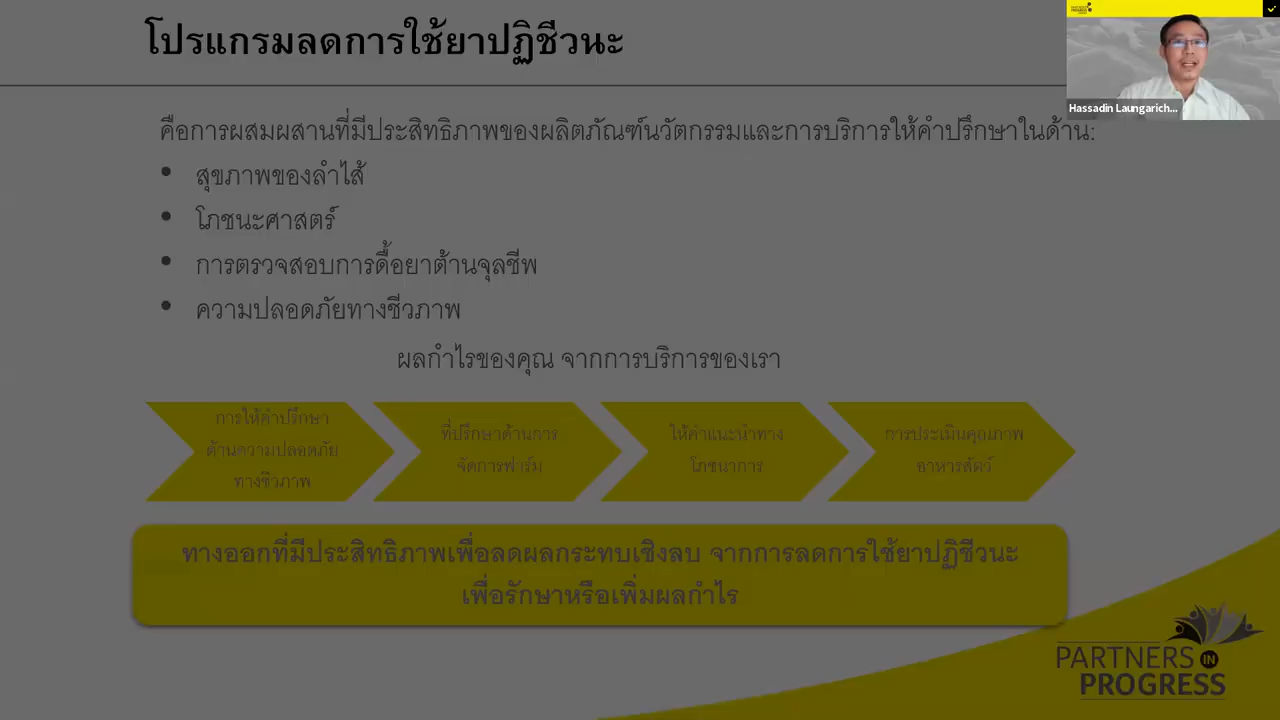 โปรแกรมลดการใช้ยาปฏิชีวนะ
PARTNERS IN
PROGRESS
Hassadin Laungarich...
คือการผสมผสานที่มีประสิทธิภาพของผลิตภัณฑ์นวัตกรรมและการบริการให้คำปรึกษาในด้าน:
• สุขภาพของลำไส้
• โภชนะศาสตร์
• การตรวจสอบการดื้อยาต้านจุลชีพ
• ความปลอดภัยทางชีวภาพ
ผลกำไรของคุณ จากการบริการของเรา
การให้คำปรึกษา
ด้านความปลอดภัย
ทางชีวภาพ
ที่ปรึกษาด้านการ
จัดการฟาร์ม
ให้คำแนะนำทาง
โภชนาการ
การประเมินคุณภาพ
อาหารสัตว์
ทางออกที่มีประสิทธิภาพเพื่อลดผลกระทบเชิงลบ จากการลดการใช้ยาปฏิชีวนะ
เพื่อรักษาหรือเพิ่มผลกำไร
PARTNERS IN
PROGRESS